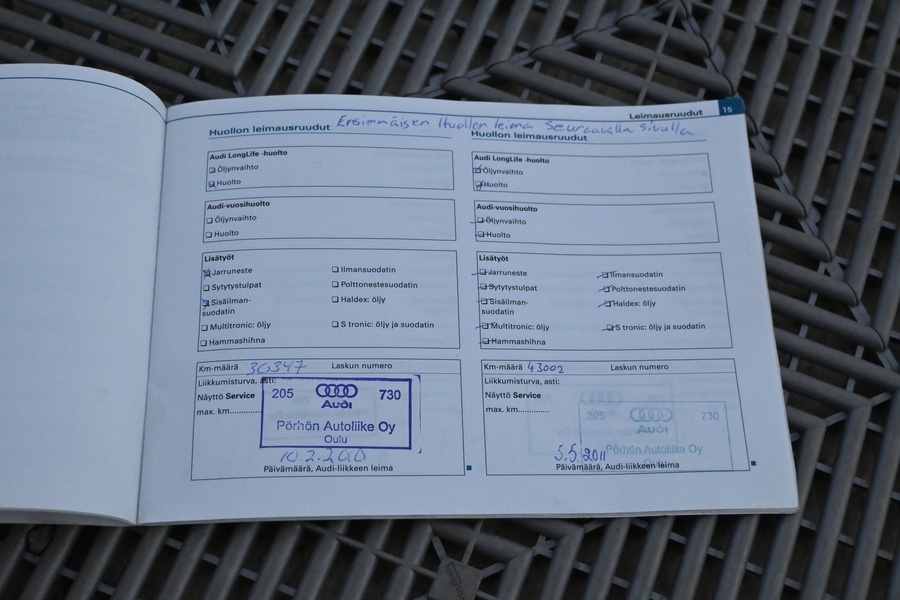 Leimausruudut 15
Ensimmäisen Huollon leima Seuraavalla sivulla
Huollon leimausruudut
Audi LongLife -huolto
Öljynvaihto
Huolto
Audi-vuosihuolto
Öljynvaihto
Huolto
Lisätyöt
Jarruneste
Ilmansuodatin
Sytytystulpat
Polttonestesuodatin
Sisäilman-
suodatin
Haldex: öljy
Multitronic: öljy
S tronic: öljy ja suodatin
Hammashihna
Km-määrä 36347 Laskun numero
Liikkumisturva, asti:
Näyttö Service
max. km..............
205 730
Audi
Pörhön Autoliike Oy
Oulu
10.2.
Päivämäärä, Audi-liikkeen leima
Huollon leimausruudut
Audi LongLife -huolto
Öljynvaihto
Huolto
Audi-vuosihuolto
Öljynvaihto
Huolto
Lisätyöt
Jarruneste
Ilmansuodatin
Sytytystulpat
Polttonestesuodatin
Sisäilman-
suodatin
Haldex: öljy
Multitronic: öljy
S tronic: öljy ja suodatin
Hammashihna
Km-määrä 43002 Laskun numero
Liikkumisturva, asti:
Näyttö Service
max. km..............
205 730
Audi
Pörhön Autoliike Oy
Oulu
5.5 2011
Päivämäärä, Audi-liikkeen leima